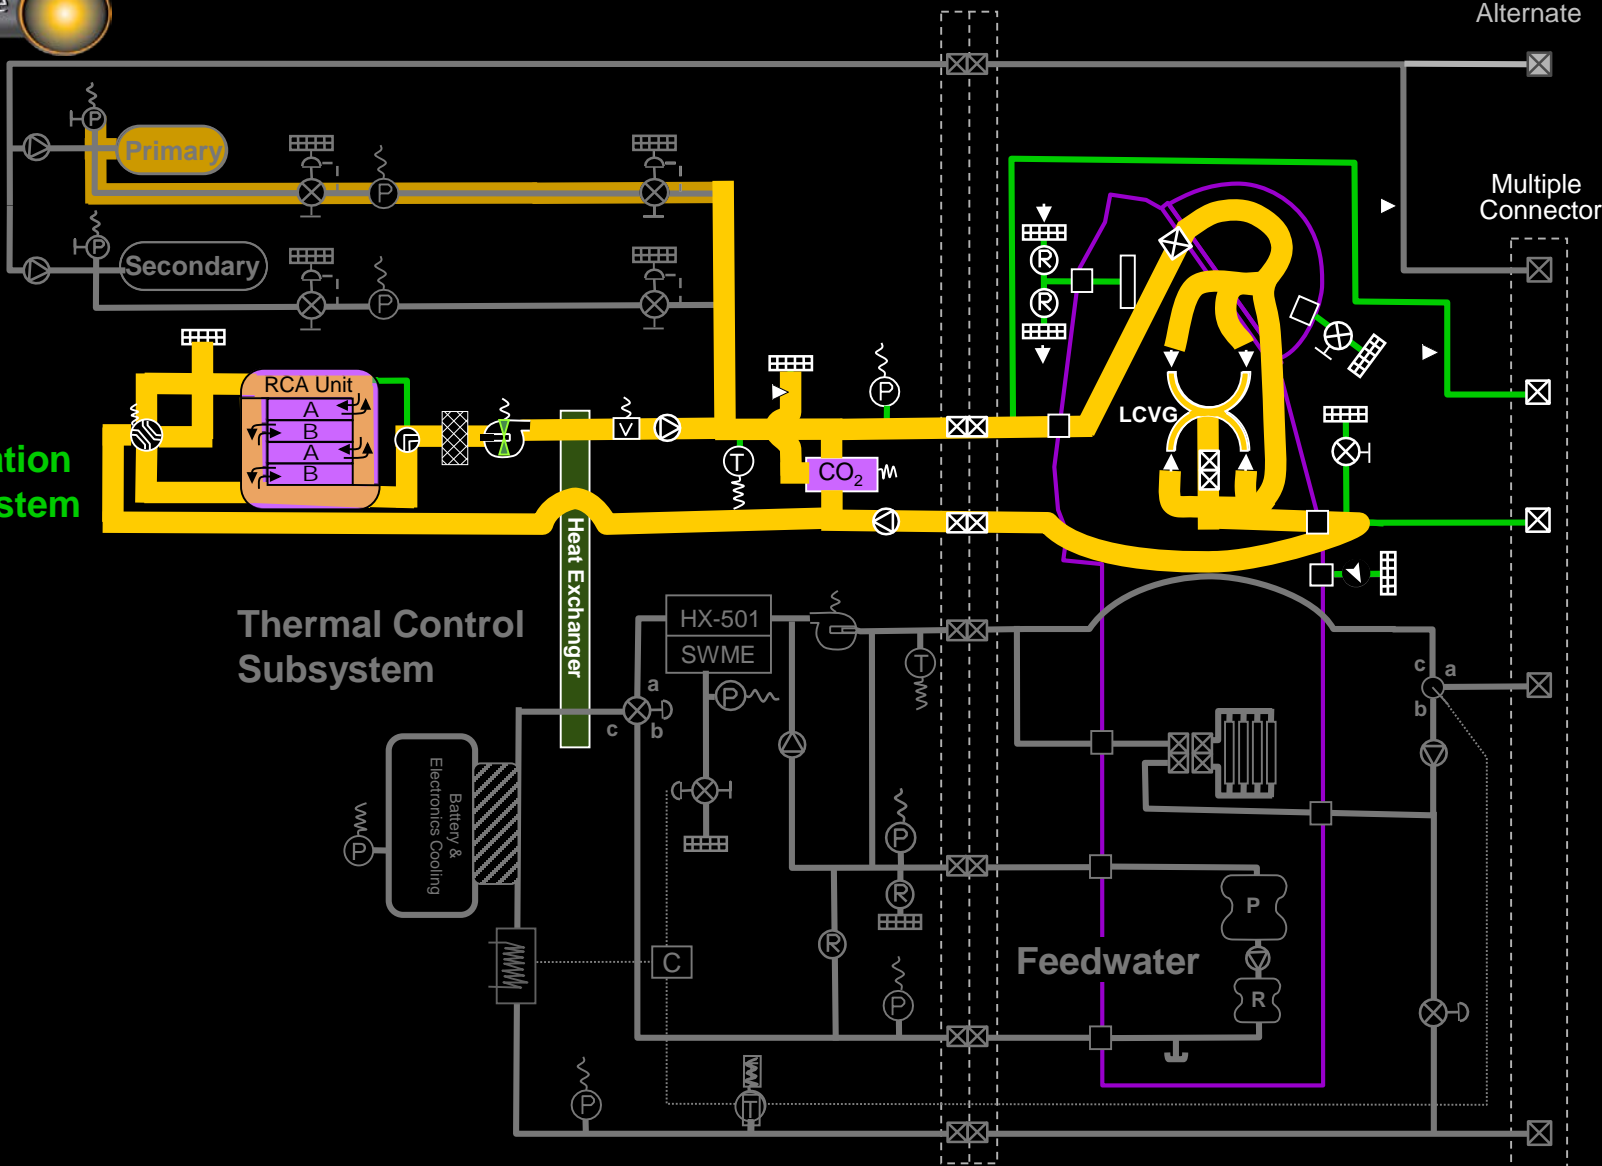 e
Alternate
P
Primary
P
Multiple
Connector
P
Secondary
P
R
R
RCA Unit
A
B
A
B
V
P
T
CO2
LCVG
ation
stem
Heat Exchanger
Thermal Control
Subsystem
HX-501
SWME
P
T
a
c
b
c
a
b
Battery &
Electronics Cooling
P
P
R
P
R
C
Feedwater
P
R
P
P
T